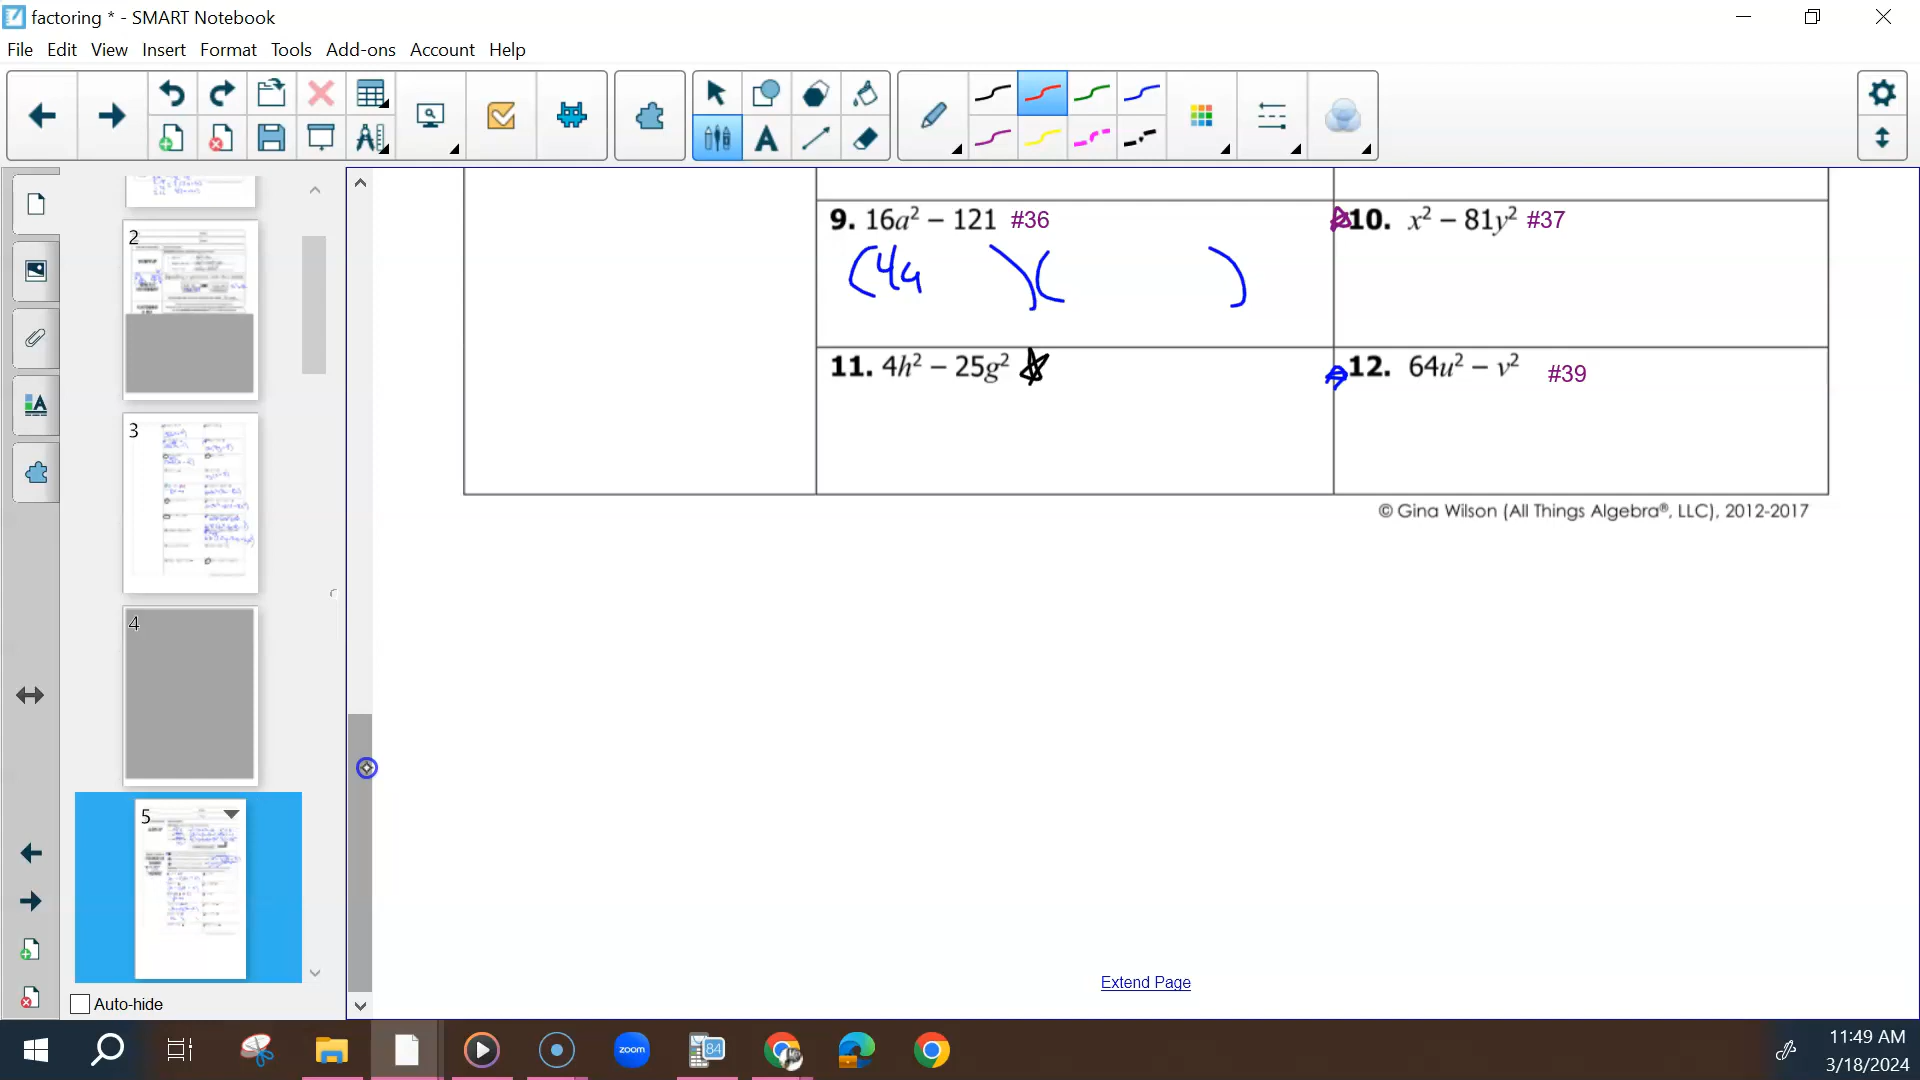 factoring * - SMART Notebook
File Edit View Insert Format Tools Add-ons Account Help
2
3
4
5
Auto-hide
9. 16a² – 121 #36
(4a )( )
10. x² – 81y² #37
11. 4h² – 25g²
12. 64u² – v² #39
© Gina Wilson (All Things Algebra®, LLC), 2012-2017
Extend Page
zoom
84
11:49 AM
3/18/2024